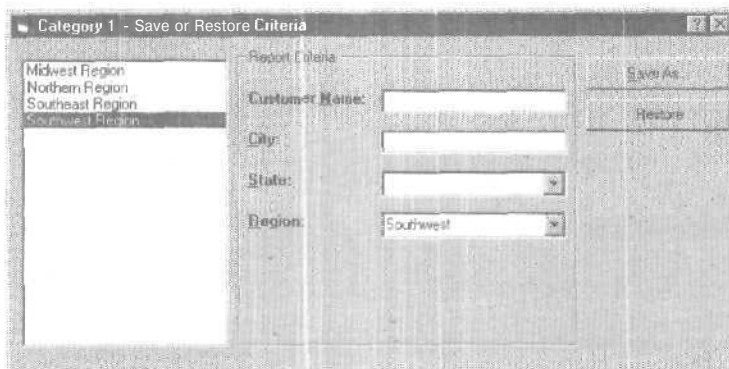 Category 1 - Save or Restore Criteria
Midwest Region
Northern Region
Southeast Region
Southwest Region
Report Criteria
Customer Name:
City:
State:
Region:
Southwest
Save As...
Restore